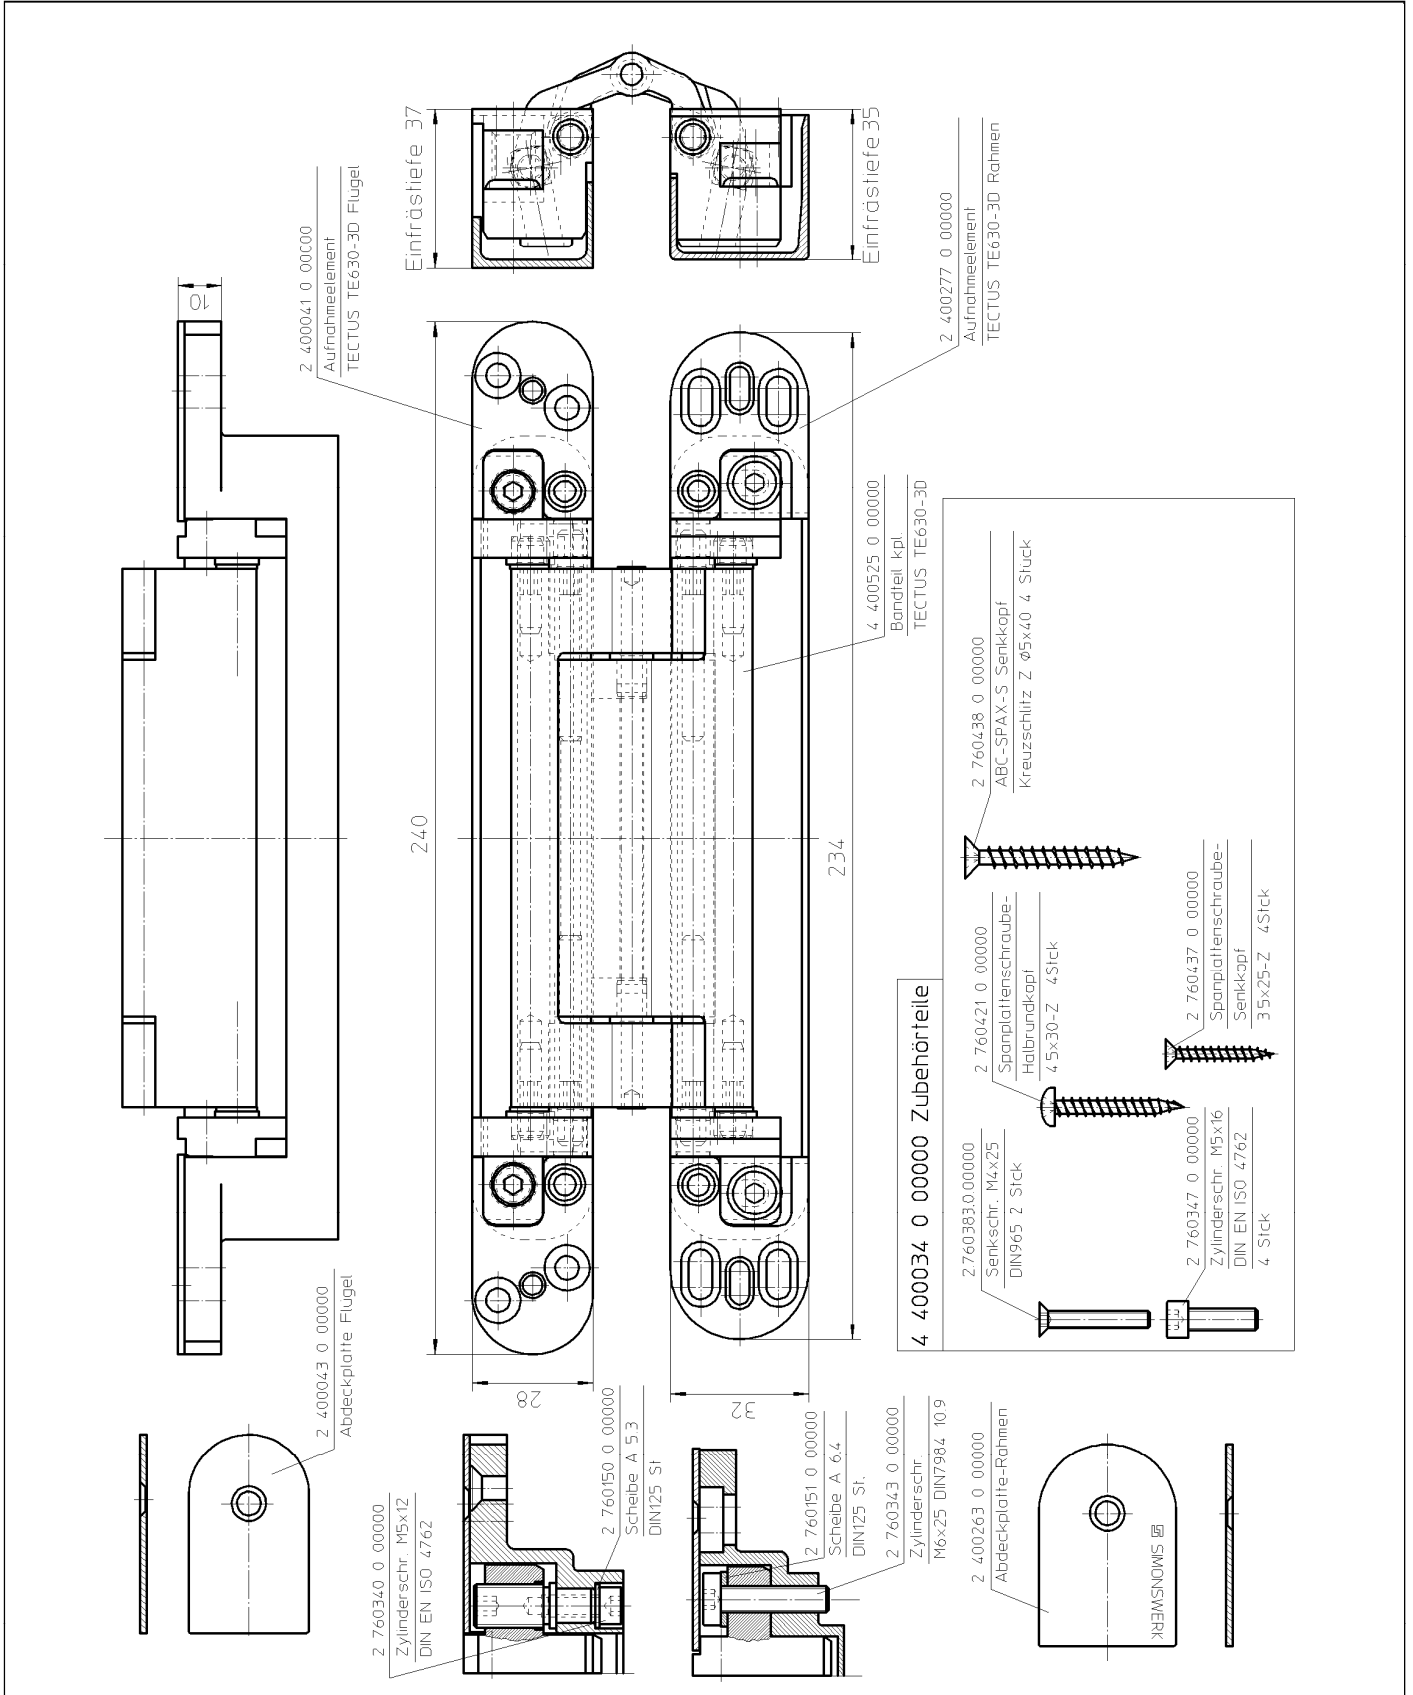 Einfrästiefe 37
Einfrästiefe 35
2 400041 0 00000
Aufnahmeelement
TECTUS TE630-3D Flügel
2 400277 0 00000
Aufnahmeelement
TECTUS TE630-3D Rahmen
10
240
234
28
32
4 400525 0 00000
Bandteil kpl.
TECTUS TE630-3D
2 400043 0 00000
Abdeckplatte Flügel
2 760340 0 00000
Zylinderschr. M5x12
DIN EN ISO 4762
2 760150 0 00000
Scheibe A 5.3
DIN125 St
2 760151 0 00000
Scheibe A 6.4
DIN125 St.
2 760343 0 00000
Zylinderschr.
M6x25 DIN7984 10.9
2 400263 0 00000
Abdeckplatte-Rahmen
SIMONSWERK
4 400034 0 00000 Zubehörteile
2.760383.0.00000
Senkschr. M4x25
DIN965 2 Stck
2 760347 0 00000
Zylinderschr. M5x16
DIN EN ISO 4762
4 Stck
2 760421 0 00000
Spanplattenschraube-
Halbrundkopf
4 5x30-Z 4Stck
2 760437 0 00000
Spanplattenschraube-
Senkkopf
3 5x25-Z 4Stck
2 760438 0 00000
ABC-SPAX-S Senkkopf
Kreuzschlitz Z Ø5x40 4 Stück